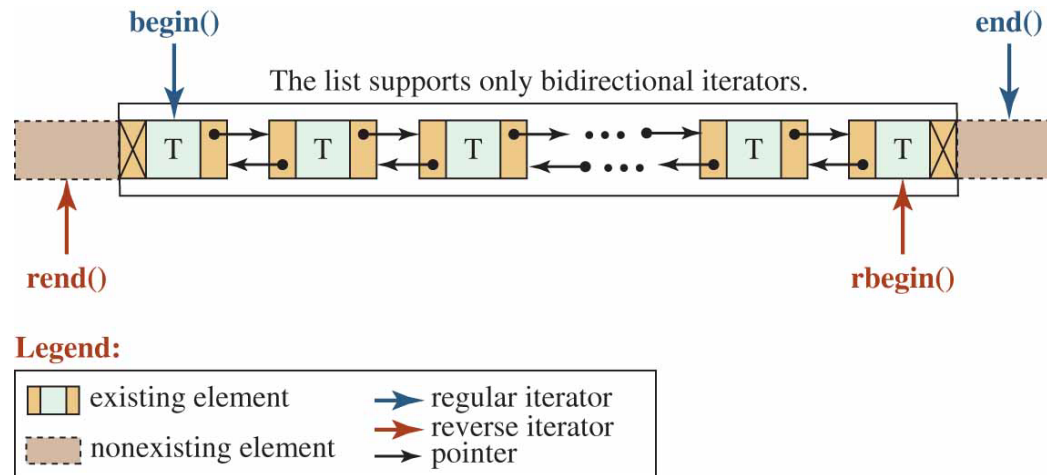 begin()
end()
The list supports only bidirectional iterators.
T T T T T
rend()
rbegin()
Legend:
existing element
regular iterator
reverse iterator
nonexisting element
pointer